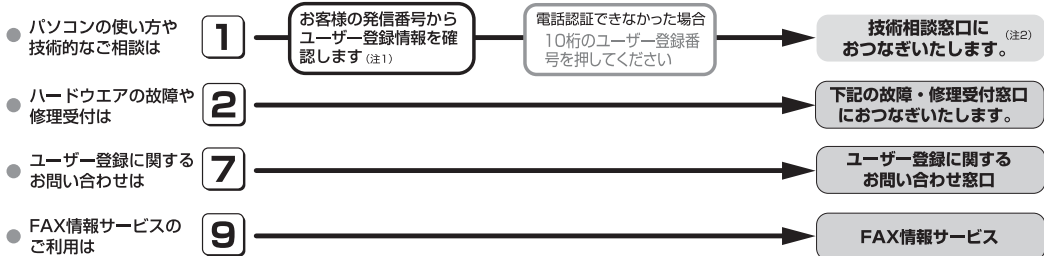 パソコンの使い方や
技術的なご相談は
1
お客様の発信番号から
ユーザー登録情報を確
認します(注1)
電話認証できなかった場合
10桁のユーザー登録番
号を押してください
技術相談窓口に(注2)
おつなぎいたします。
ハードウエアの故障や
修理受付は
2
下記の故障・修理受付窓口
におつなぎいたします。
ユーザー登録に関する
お問い合わせは
7
ユーザー登録に関する
お問い合わせ窓口
FAX情報サービスの
ご利用は
9
FAX情報サービス